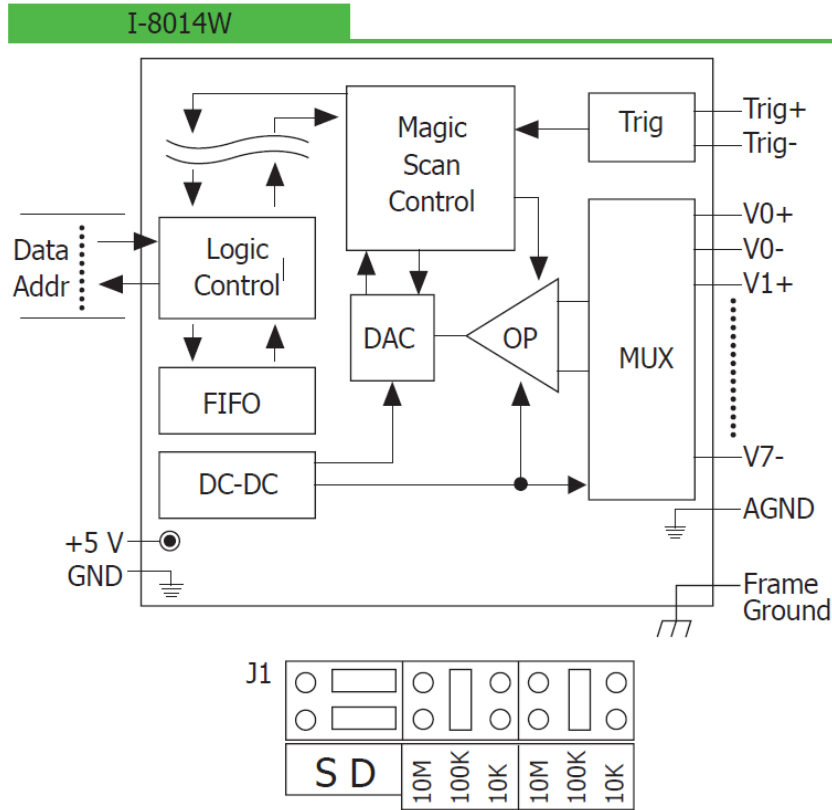 I-8014W
Magic
Scan
Control
Trig
Trig+
Trig-
Data
Addr
Logic
Control
V0+
V0-
V1+
DAC
OP
MUX
FIFO
DC-DC
V7-
AGND
+5 V
GND
Frame
Ground
J1
S D
10M
100K
10K
10M
100K
10K